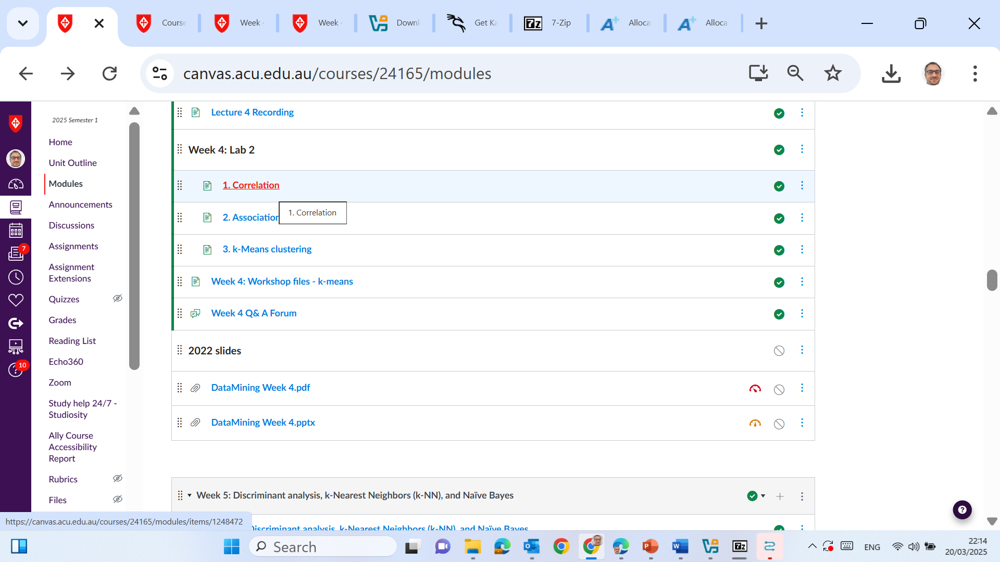 Course
Week
Week
Downl
Get Ka
7-Zip
Alloca
Alloca
canvas.acu.edu.au/courses/24165/modules
2025 Semester 1
Home
Unit Outline
Modules
Announcements
Discussions
Assignments
Assignment
Extensions
Quizzes
Grades
Reading List
Echo360
Zoom
Study help 24/7 -
Studiosity
Ally Course
Accessibility
Report
Rubrics
Files
7
10
Lecture 4 Recording
Week 4: Lab 2
1. Correlation
1. Correlation
2. Association
3. k-Means clustering
Week 4: Workshop files - k-means
Week 4 Q& A Forum
2022 slides
DataMining Week 4.pdf
DataMining Week 4.pptx
Week 5: Discriminant analysis, k-Nearest Neighbors (k-NN), and Naïve Bayes
Discriminant analysis, k-Nearest Neighbors (k-NN), and Naïve Bayes
https://canvas.acu.edu.au/courses/24165/modules/items/1248472
Search
ENG
22:14
20/03/2025